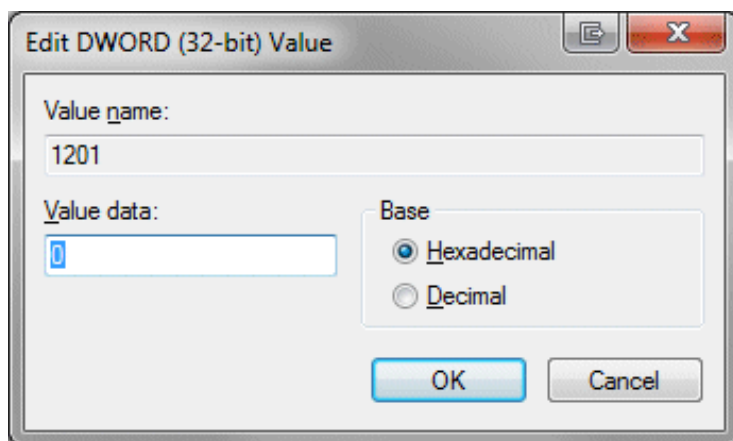 Edit DWORD (32-bit) Value
Value name:
1201
Value data:
0
Base
Hexadecimal
Decimal
OK
Cancel